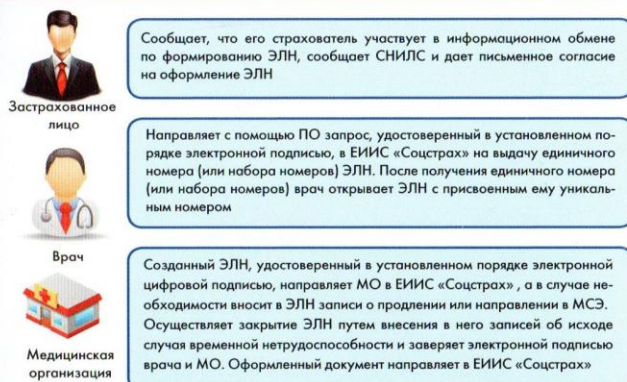 Сообщает, что его страхователь участвует в информационном обмене
по формированию ЭЛН, сообщает СНИЛС и дает письменное согласие
на оформление ЭЛН
Застрахованное
лицо
Направляет с помощью ПО запрос, удостоверенный в установленном по-
рядке электронной подписью, в ЕИИС «Соцстрах» на выдачу единичного
номера (или набора номеров) ЭЛН. После получения единичного номера
(или набора номеров) врач открывает ЭЛН с присвоенным ему уникаль-
ным номером
Врач
Созданный ЭЛН, удостоверенный в установленном порядке электронной
цифровой подписью, направляет МО в ЕИИС «Соцстрах» , а в случае не-
обходимости вносит в ЭЛН записи о продлении или направлении в МСЭ.
Осуществляет закрытие ЭЛН путем внесения в него записей об исходе
случая временной нетрудоспособности и заверяет электронной подписью
врача и МО. Оформленный документ направляет в ЕИИС «Соцстрах»
Медицинская
организация